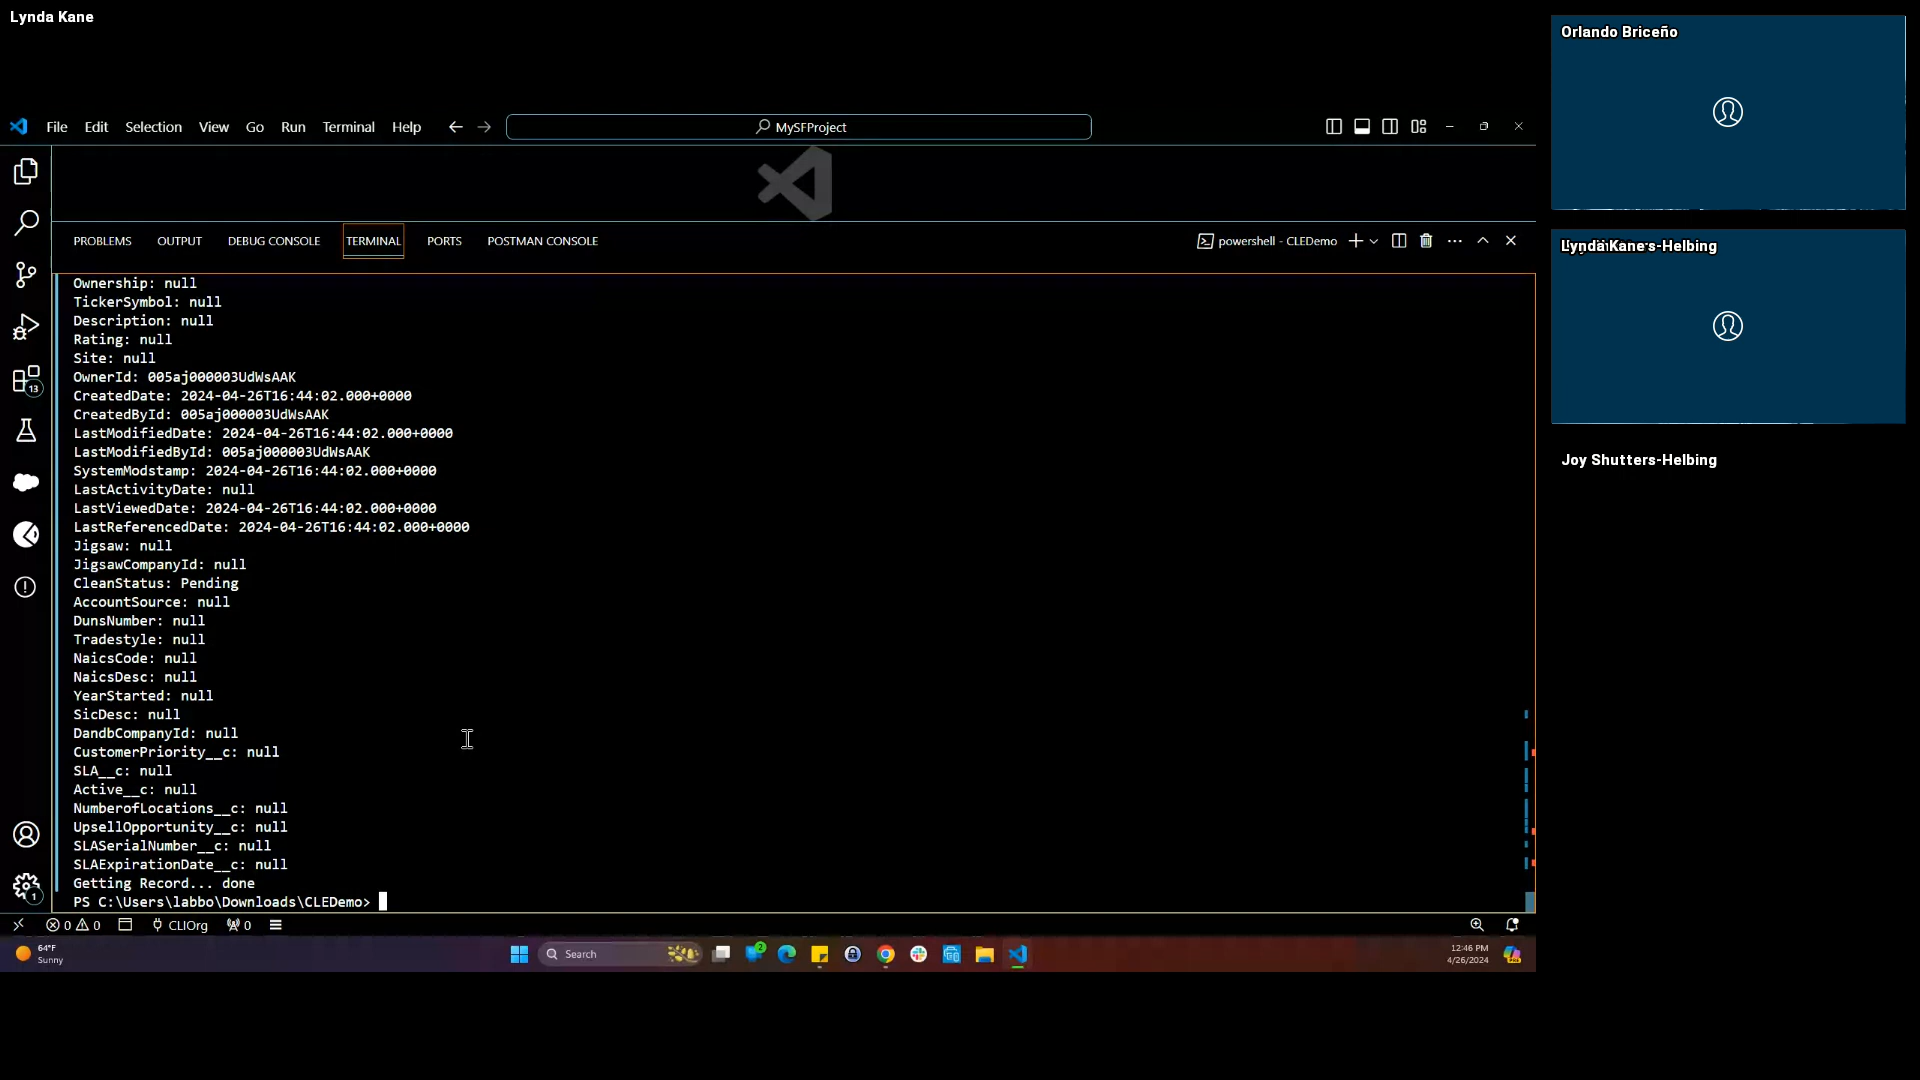 Lynda Kane
File Edit Selection View Go Run Terminal Help
MySFProject
PROBLEMS OUTPUT DEBUG CONSOLE TERMINAL PORTS POSTMAN CONSOLE
powershell - CLEDemo
Ownership: null
TickerSymbol: null
Description: null
Rating: null
Site: null
OwnerId: 005aj000003UdWsAAK
CreatedDate: 2024-04-26T16:44:02.000+0000
CreatedById: 005aj000003UdWsAAK
LastModifiedDate: 2024-04-26T16:44:02.000+0000
LastModifiedById: 005aj000003UdWsAAK
SystemModstamp: 2024-04-26T16:44:02.000+0000
LastActivityDate: null
LastViewedDate: 2024-04-26T16:44:02.000+0000
LastReferencedDate: 2024-04-26T16:44:02.000+0000
Jigsaw: null
JigsawCompanyId: null
CleanStatus: Pending
AccountSource: null
DunsNumber: null
Tradestyle: null
NaicsCode: null
NaicsDesc: null
YearStarted: null
SicDesc: null
DandbCompanyId: null
CustomerPriority__c: null
SLA__c: null
Active__c: null
NumberofLocations__c: null
UpsellOpportunity__c: null
SLASerialNumber__c: null
SLAExpirationDate__c: null
Getting Record... done
PS C:\Users\labbo\Downloads\CLEDemo>
13
1
0 0 CLIOrg 0
64°F
Sunny
Search
2
12:46 PM
4/26/2024
Orlando Briceño
Joy Shutters-Helbing